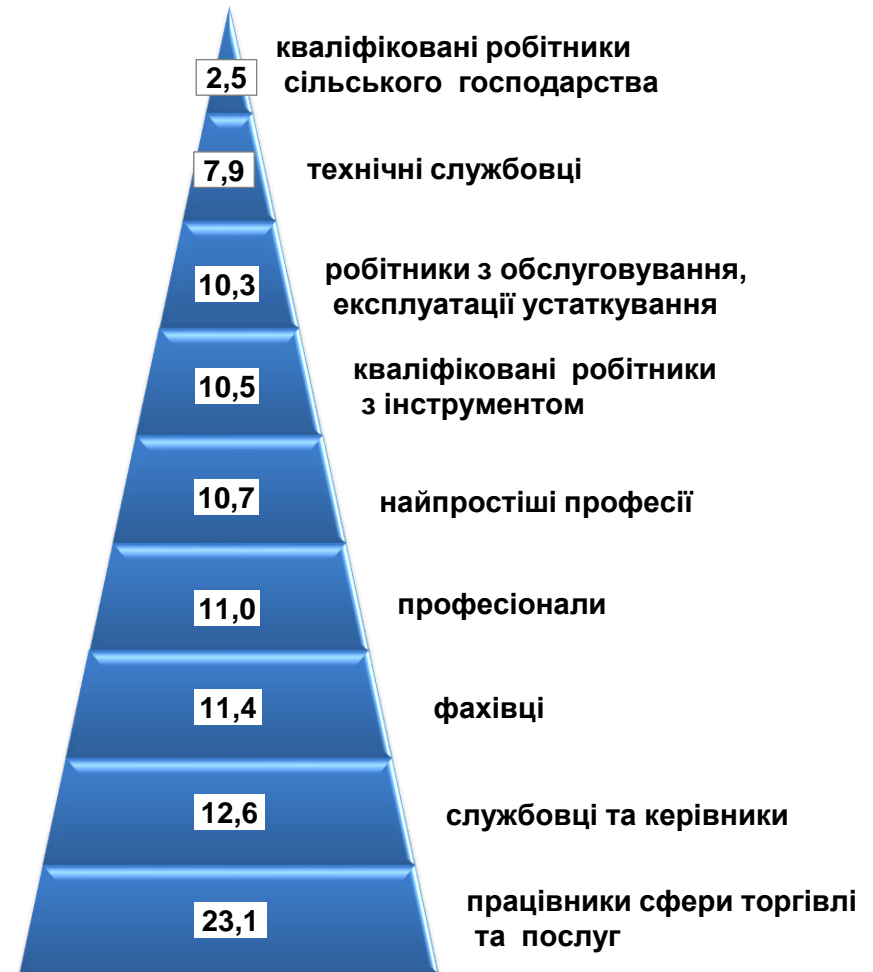 кваліфіковані робітники
2,5 сільського господарства
7,9 технічні службовці
робітники з обслуговування,
10,3 експлуатації устаткування
кваліфіковані робітники
10,5 з інструментом
10,7 найпростіші професії
11,0 професіонали
11,4 фахівці
12,6 службовці та керівники
працівники сфери торгівлі
23,1 та послуг